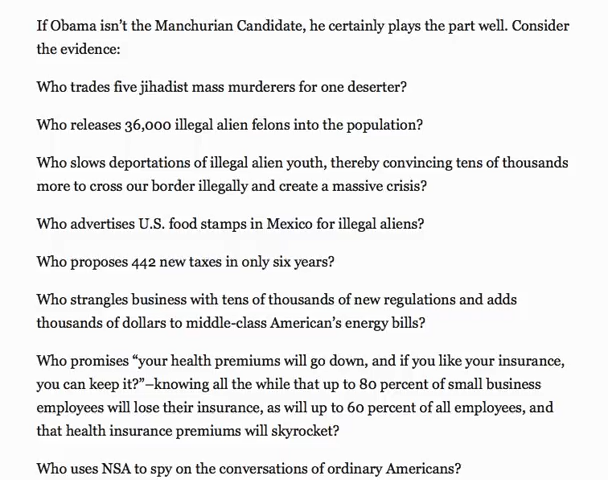 If Obama isn’t the Manchurian Candidate, he certainly plays the part well. Consider
the evidence:
Who trades five jihadist mass murderers for one deserter?
Who releases 36,000 illegal alien felons into the population?
Who slows deportations of illegal alien youth, thereby convincing tens of thousands
more to cross our border illegally and create a massive crisis?
Who advertises U.S. food stamps in Mexico for illegal aliens?
Who proposes 442 new taxes in only six years?
Who strangles business with tens of thousands of new regulations and adds
thousands of dollars to middle-class American’s energy bills?
Who promises “your health premiums will go down, and if you like your insurance,
you can keep it?”–knowing all the while that up to 80 percent of small business
employees will lose their insurance, as will up to 60 percent of all employees, and
that health insurance premiums will skyrocket?
Who uses NSA to spy on the conversations of ordinary Americans?